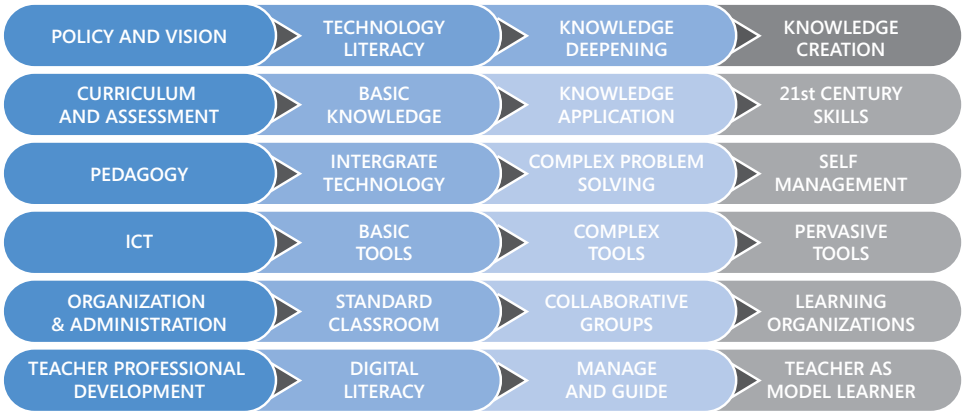 POLICY AND VISION
TECHNOLOGY
LITERACY
KNOWLEDGE
DEEPENING
KNOWLEDGE
CREATION
CURRICULUM
AND ASSESSMENT
BASIC
KNOWLEDGE
KNOWLEDGE
APPLICATION
21st CENTURY
SKILLS
PEDAGOGY
INTERGRATE
TECHNOLOGY
COMPLEX PROBLEM
SOLVING
SELF
MANAGEMENT
ICT
BASIC
TOOLS
COMPLEX
TOOLS
PERVASIVE
TOOLS
ORGANIZATION
& ADMINISTRATION
STANDARD
CLASSROOM
COLLABORATIVE
GROUPS
LEARNING
ORGANIZATIONS
TEACHER PROFESSIONAL
DEVELOPMENT
DIGITAL
LITERACY
MANAGE
AND GUIDE
TEACHER AS
MODEL LEARNER